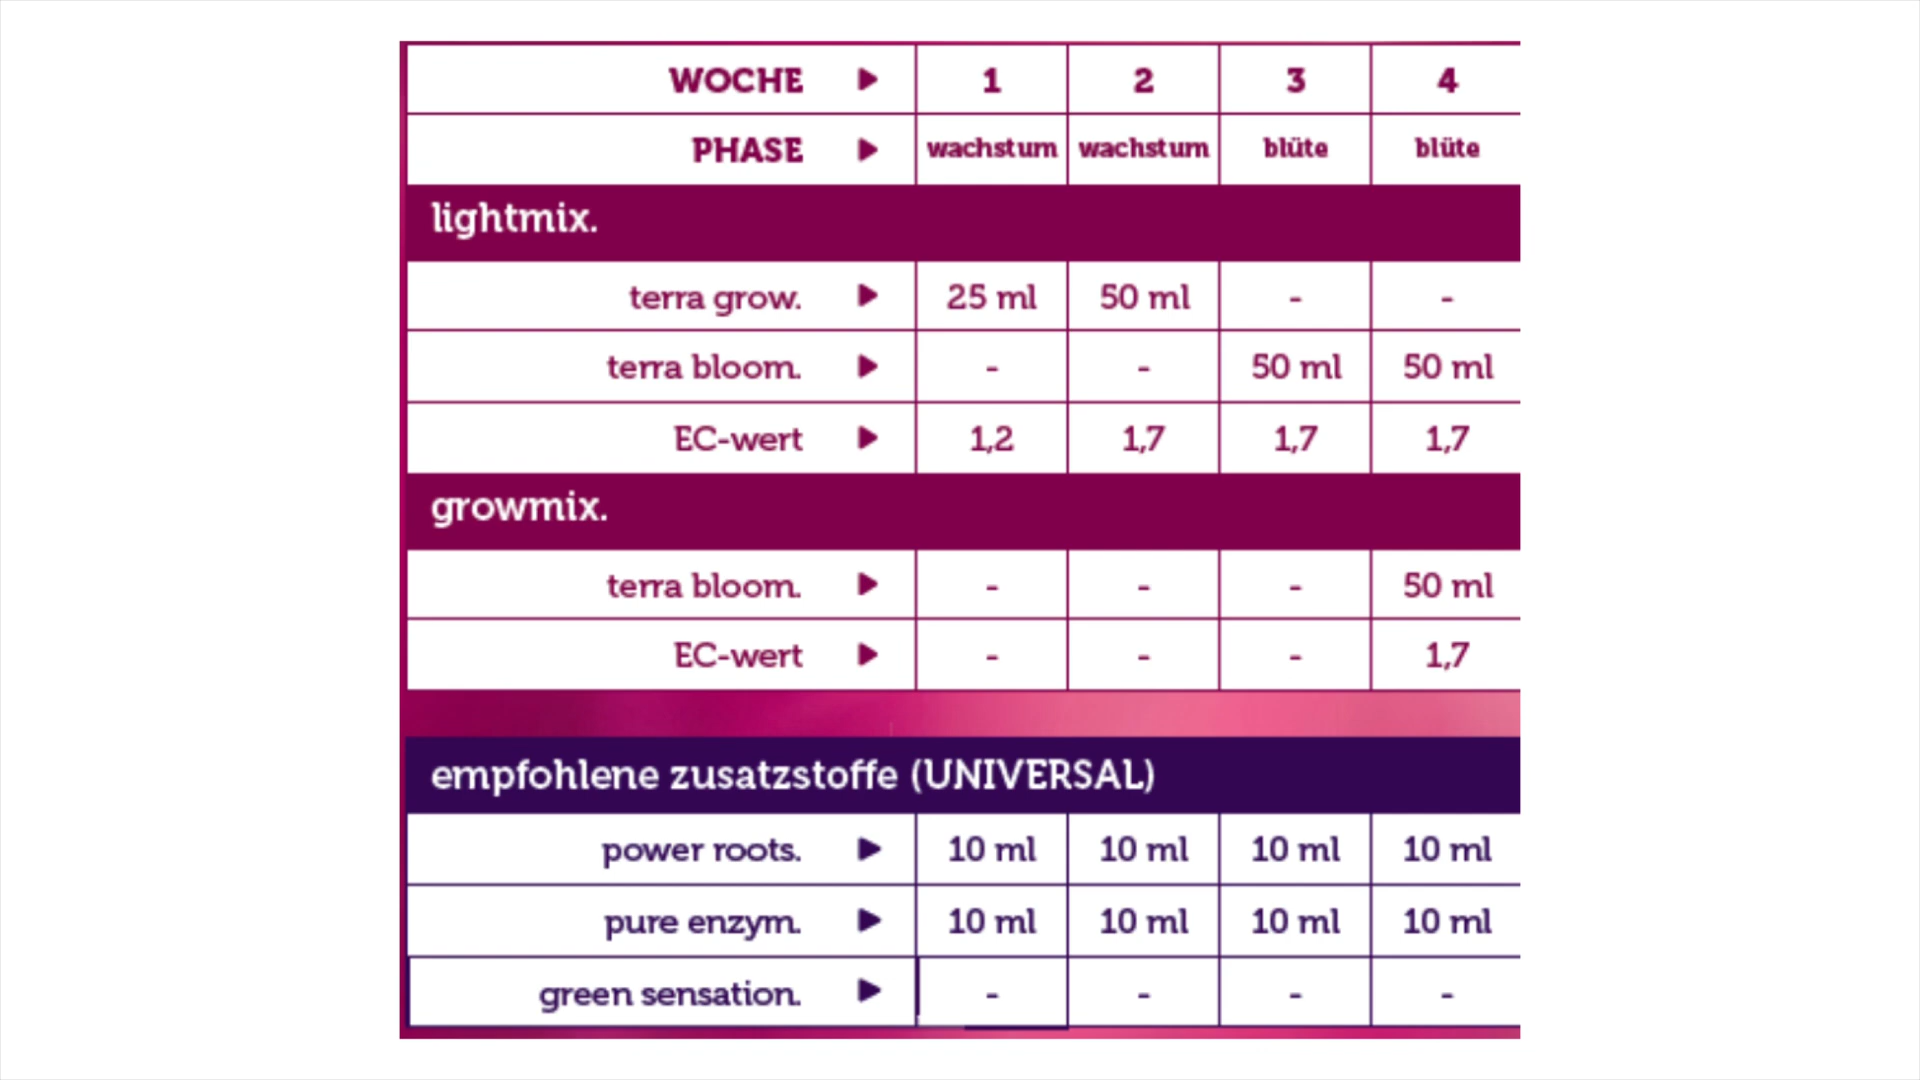 WOCHE ▶ 1 2 3 4
PHASE ▶ wachstum wachstum blüte blüte
lightmix.
terra grow. ▶ 25 ml 50 ml - -
terra bloom. ▶ - - 50 ml 50 ml
EC-wert ▶ 1,2 1,7 1,7 1,7
growmix.
terra bloom. ▶ - - - 50 ml
EC-wert ▶ - - - 1,7
empfohlene zusatzstoffe (UNIVERSAL)
power roots. ▶ 10 ml 10 ml 10 ml 10 ml
pure enzym. ▶ 10 ml 10 ml 10 ml 10 ml
green sensation. ▶ - - - -